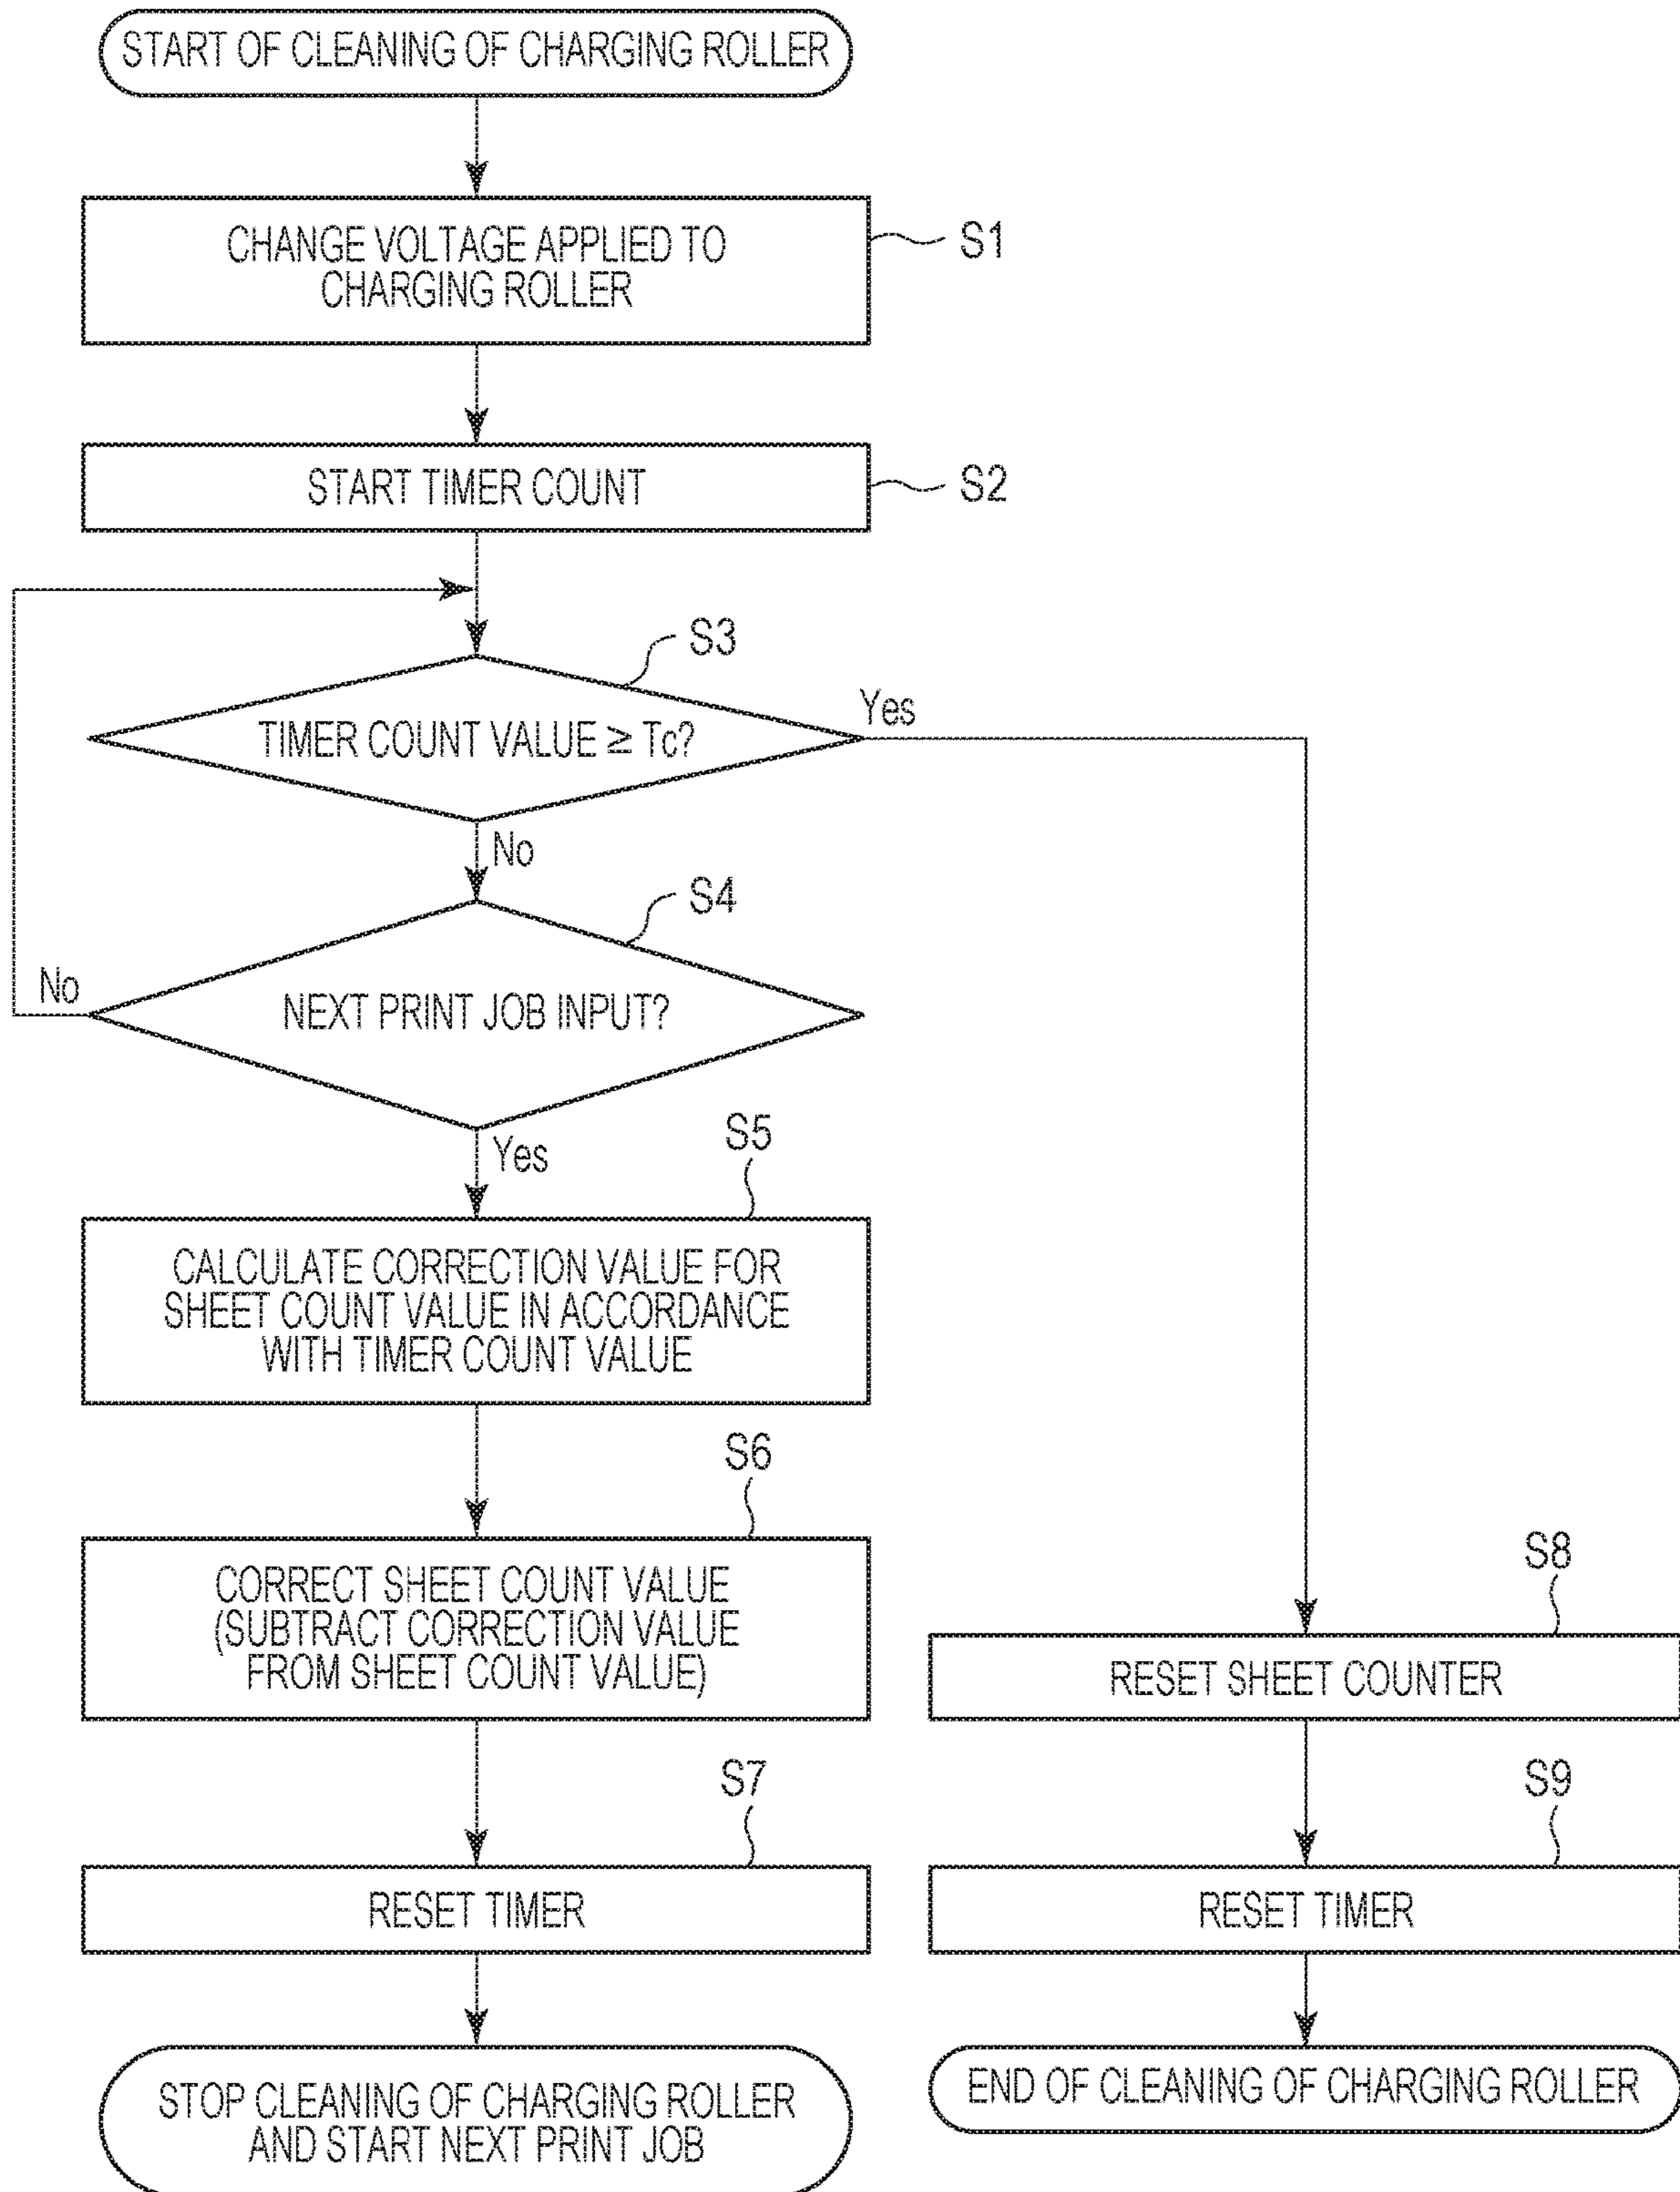 START OF CLEANING OF CHARGING ROLLER
CHANGE VOLTAGE APPLIED TO
CHARGING ROLLER
S1
START TIMER COUNT
S2
S3
TIMER COUNT VALUE ≥ Tc?
Yes
No
S4
NEXT PRINT JOB INPUT?
No
Yes
S5
CALCULATE CORRECTION VALUE FOR
SHEET COUNT VALUE IN ACCORDANCE
WITH TIMER COUNT VALUE
S6
CORRECT SHEET COUNT VALUE
(SUBTRACT CORRECTION VALUE
FROM SHEET COUNT VALUE)
S7
RESET TIMER
STOP CLEANING OF CHARGING ROLLER
AND START NEXT PRINT JOB
S8
RESET SHEET COUNTER
S9
RESET TIMER
END OF CLEANING OF CHARGING ROLLER